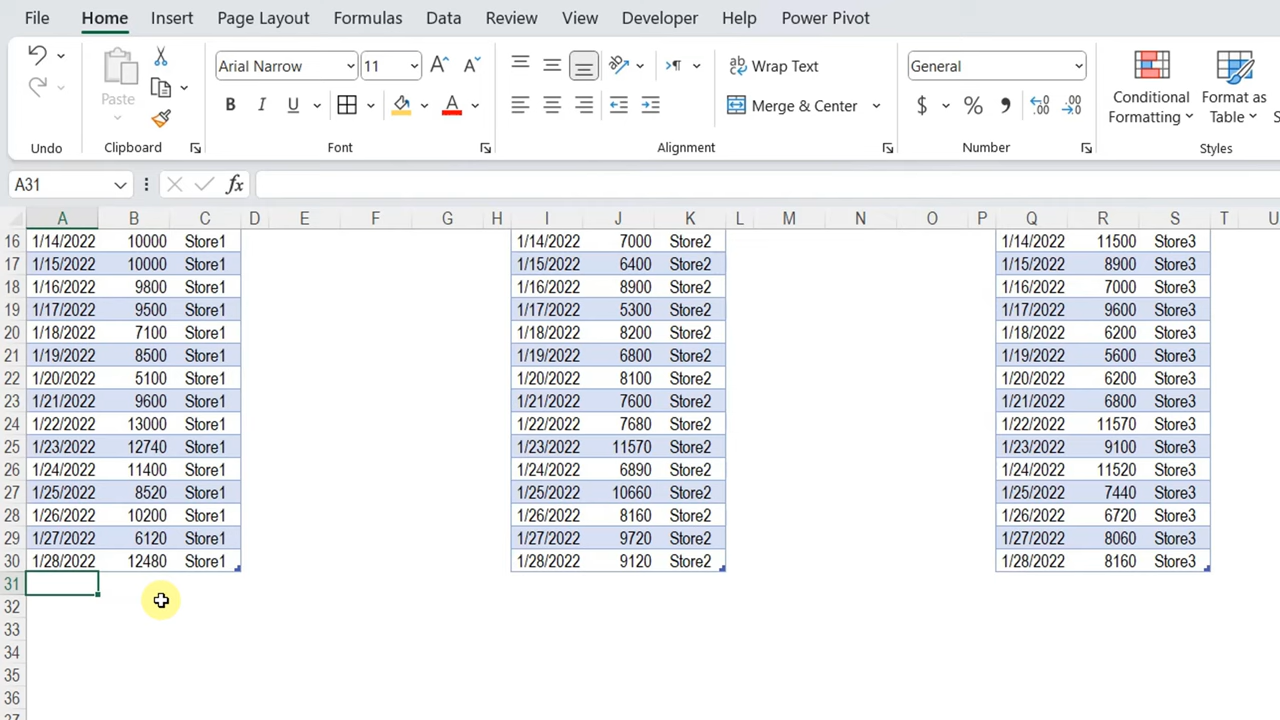 File Home Insert Page Layout Formulas Data Review View Developer Help Power Pivot
Arial Narrow 11 Wrap Text General
Paste B I U A Merge & Center $ % Conditional Formatting Format as Table
Undo Clipboard Font Alignment Number Styles
A31 fx
A B C D E F G H I J K L M N O P Q R S T U
16 1/14/2022 10000 Store1 1/14/2022 7000 Store2 1/14/2022 11500 Store3
17 1/15/2022 10000 Store1 1/15/2022 6400 Store2 1/15/2022 8900 Store3
18 1/16/2022 9800 Store1 1/16/2022 8900 Store2 1/16/2022 7000 Store3
19 1/17/2022 9500 Store1 1/17/2022 5300 Store2 1/17/2022 9600 Store3
20 1/18/2022 7100 Store1 1/18/2022 8200 Store2 1/18/2022 6200 Store3
21 1/19/2022 8500 Store1 1/19/2022 6800 Store2 1/19/2022 5600 Store3
22 1/20/2022 5100 Store1 1/20/2022 8100 Store2 1/20/2022 6200 Store3
23 1/21/2022 9600 Store1 1/21/2022 7600 Store2 1/21/2022 6800 Store3
24 1/22/2022 13000 Store1 1/22/2022 7680 Store2 1/22/2022 11570 Store3
25 1/23/2022 12740 Store1 1/23/2022 11570 Store2 1/23/2022 9100 Store3
26 1/24/2022 11400 Store1 1/24/2022 6890 Store2 1/24/2022 11520 Store3
27 1/25/2022 8520 Store1 1/25/2022 10660 Store2 1/25/2022 7440 Store3
28 1/26/2022 10200 Store1 1/26/2022 8160 Store2 1/26/2022 6720 Store3
29 1/27/2022 6120 Store1 1/27/2022 9720 Store2 1/27/2022 8060 Store3
30 1/28/2022 12480 Store1 1/28/2022 9120 Store2 1/28/2022 8160 Store3
31
32
33
34
35
36